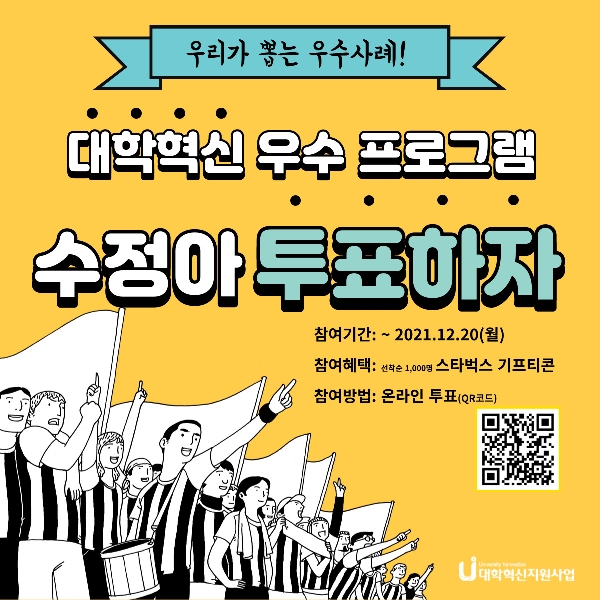 우리가 뽑는 우수사례!
대학혁신 우수 프로그램
수정아 투표하자
참여기간: ~ 2021.12.20(월)
참여혜택: 선착순 1,000명 스타벅스 기프티콘
참여방법: 온라인 투표(QR코드)
University Innovation
대학혁신지원사업